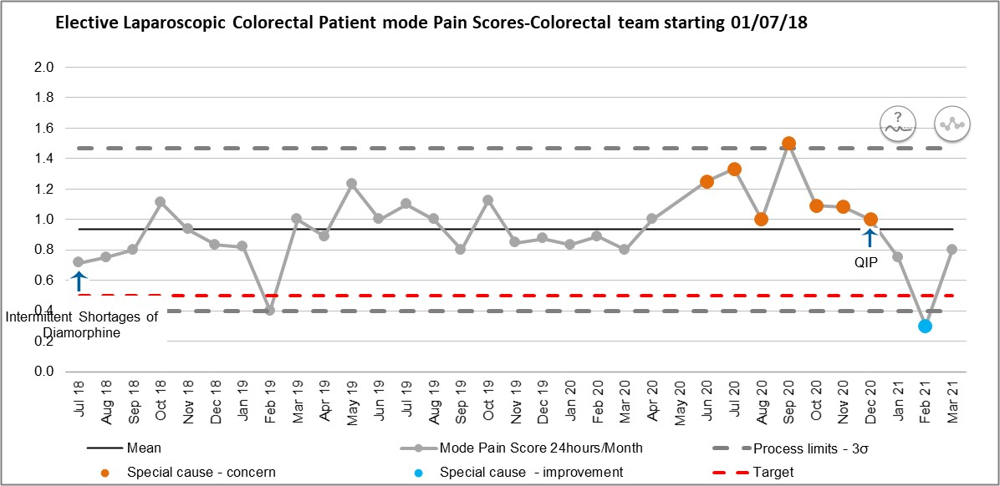 Elective Laparoscopic Colorectal Patient mode Pain Scores-Colorectal team starting 01/07/18
2.0
1.8
1.6
1.4
1.2
1.0
0.8
0.6
0.4
0.2
0.0
?
QIP
Intermittent Shortages of
Diamorphine
Jul 18
Aug 18
Sep 18
Oct 18
Nov 18
Dec 18
Jan 19
Feb 19
Mar 19
Apr 19
May 19
Jun 19
Jul 19
Aug 19
Sep 19
Oct 19
Nov 19
Dec 19
Jan 20
Feb 20
Mar 20
Apr 20
May 20
Jun 20
Jul 20
Aug 20
Sep 20
Oct 20
Nov 20
Dec 20
Jan 21
Feb 21
Mar 21
Mean
Mode Pain Score 24hours/Month
Process limits - 3σ
Special cause - concern
Special cause - improvement
Target